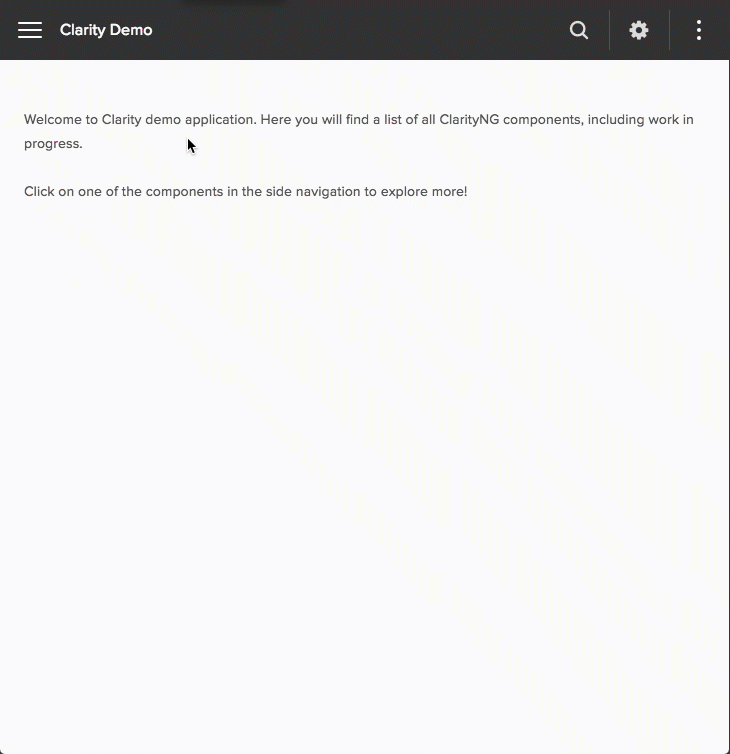 Clarity Demo
Welcome to Clarity demo application. Here you will find a list of all ClarityNG components, including work in
progress.
Click on one of the components in the side navigation to explore more!